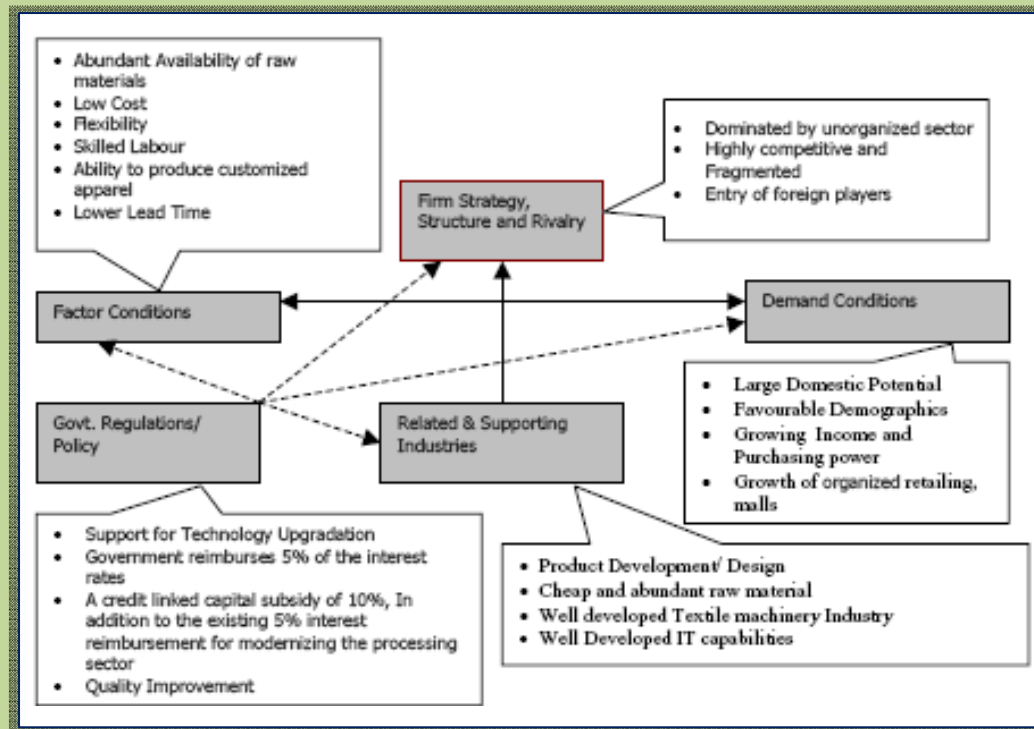 • Abundant Availability of raw
materials
• Low Cost
• Flexibility
• Skilled Labour
• Ability to produce customized
apparel
• Lower Lead Time
• Dominated by unorganized sector
• Highly competitive and
Fragmented
• Entry of foreign players
Firm Strategy,
Structure and Rivalry
Factor Conditions
Demand Conditions
• Large Domestic Potential
• Favourable Demographics
• Growing Income and
Purchasing power
• Growth of organized retailing,
malls
Govt. Regulations/
Policy
Related & Supporting
Industries
• Support for Technology Upgradation
• Government reimburses 5% of the interest
rates
• A credit linked capital subsidy of 10%, In
addition to the existing 5% interest
reimbursement for modernizing the processing
sector
• Quality Improvement
• Product Development/ Design
• Cheap and abundant raw material
• Well developed Textile machinery Industry
• Well Developed IT capabilities